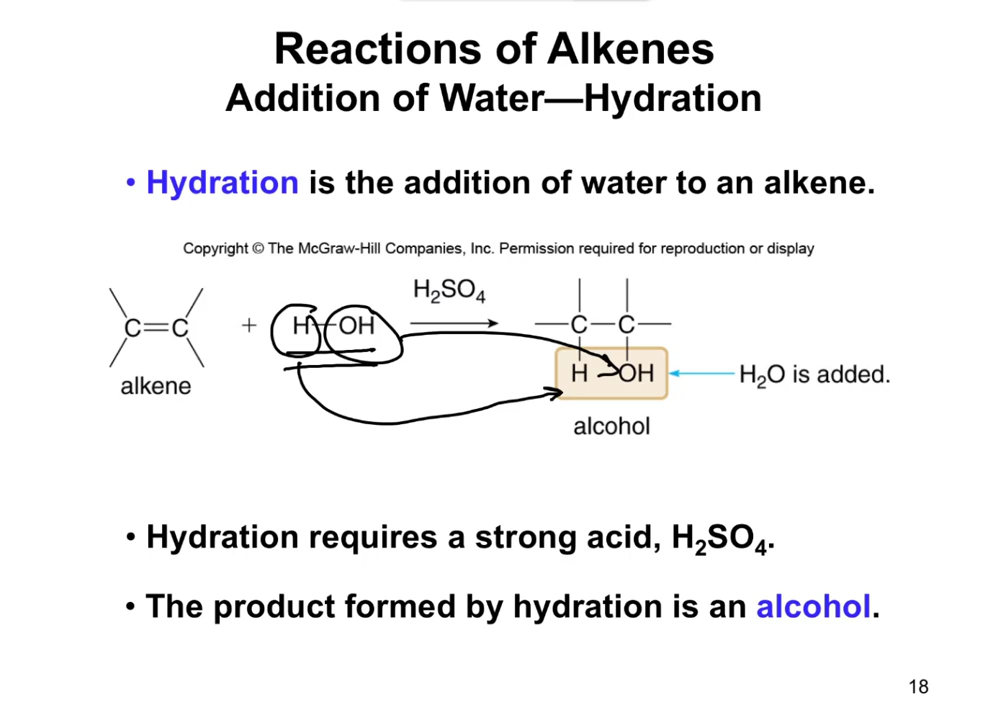 Reactions of Alkenes
Addition of Water—Hydration
• Hydration is the addition of water to an alkene.
Copyright © The McGraw-Hill Companies, Inc. Permission required for reproduction or display
H₂SO₄
C=C + H—OH —C—C—
H OH H₂O is added.
alkene
alcohol
• Hydration requires a strong acid, H₂SO₄.
• The product formed by hydration is an alcohol.
18